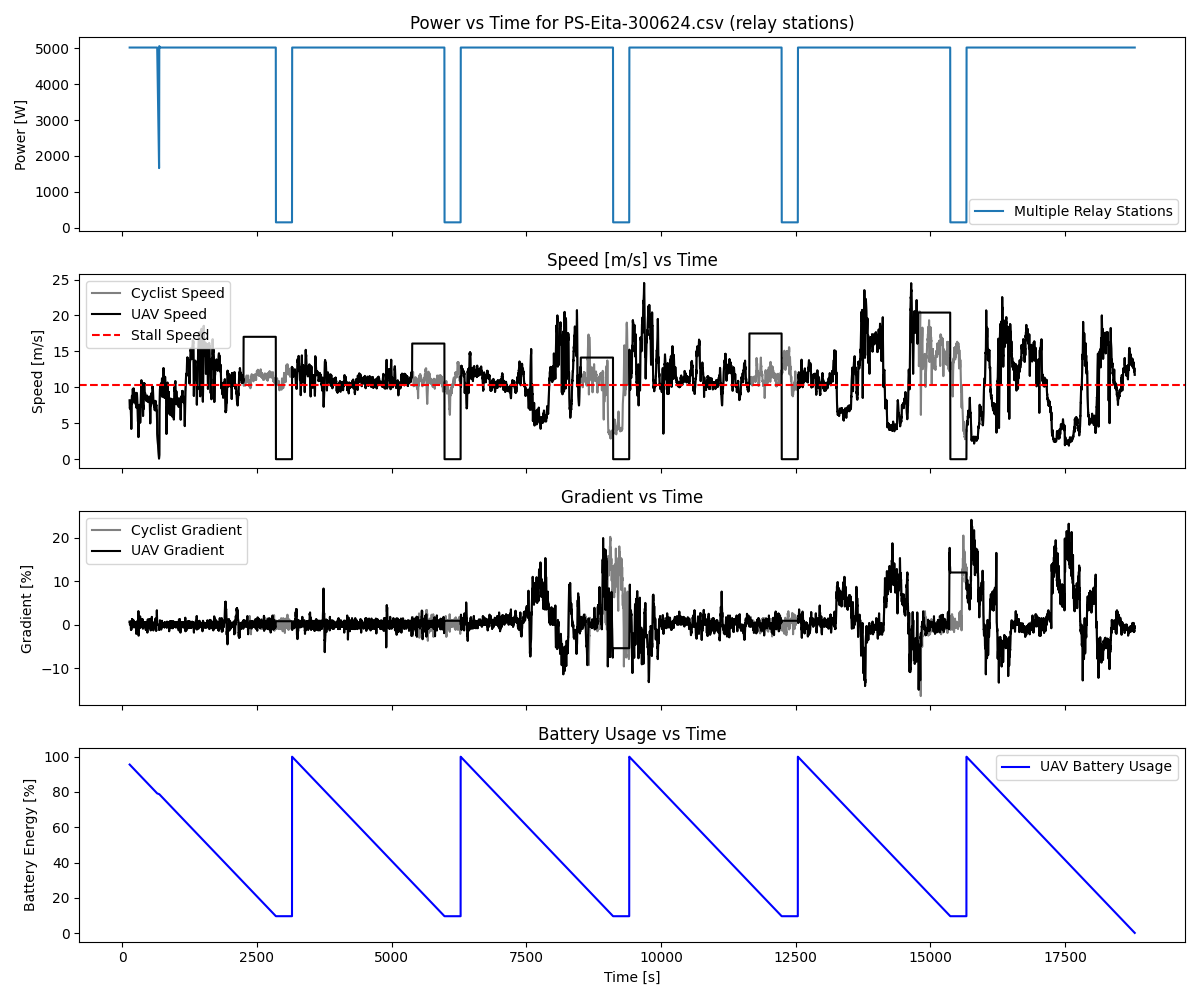 Power vs Time for PS-Eita-300624.csv (relay stations)
5000
4000
3000
2000
1000
0
Power [W]
Multiple Relay Stations
Speed [m/s] vs Time
25
20
15
10
5
0
Speed [m/s]
Cyclist Speed
UAV Speed
Stall Speed
Gradient vs Time
20
10
0
−10
Gradient [%]
Cyclist Gradient
UAV Gradient
Battery Usage vs Time
100
80
60
40
20
0
Battery Energy [%]
UAV Battery Usage
0 2500 5000 7500 10000 12500 15000 17500
Time [s]